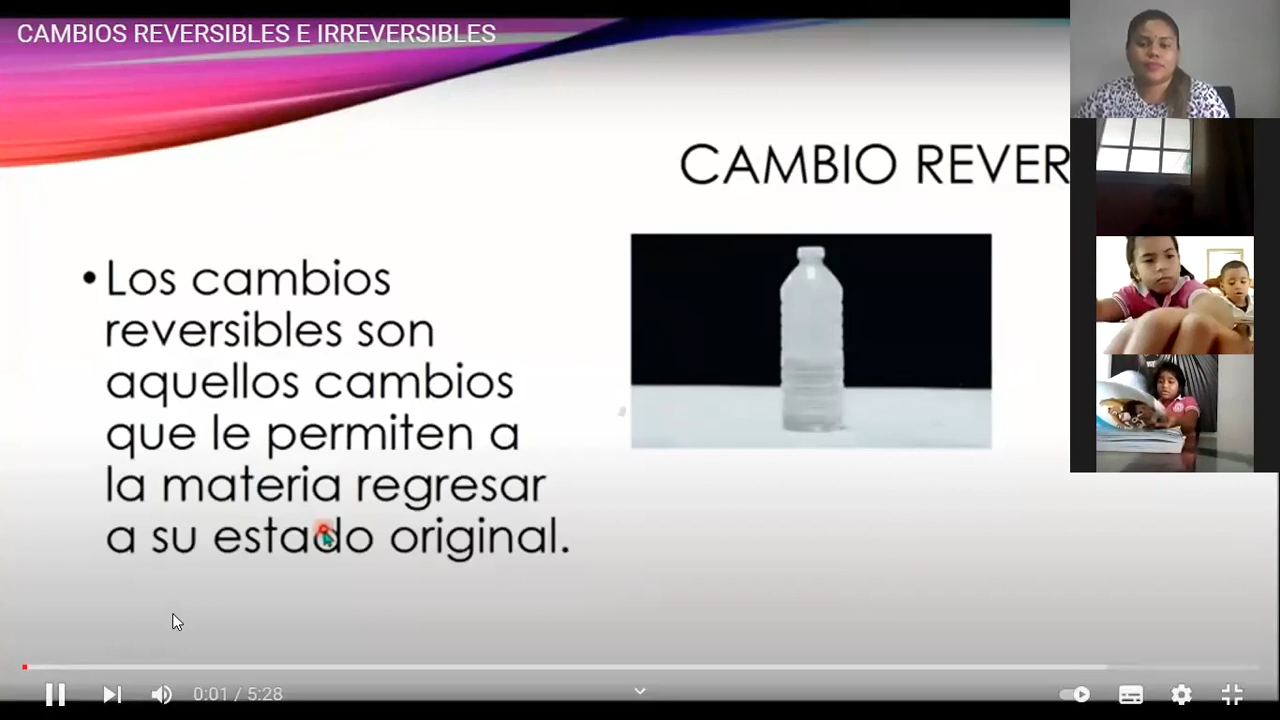 CAMBIOS REVERSIBLES E IRREVERSIBLES
CAMBIO REVER
• Los cambios
reversibles son
aquellos cambios
que le permiten a
la materia regresar
a su estado original.
0:01 / 5:28